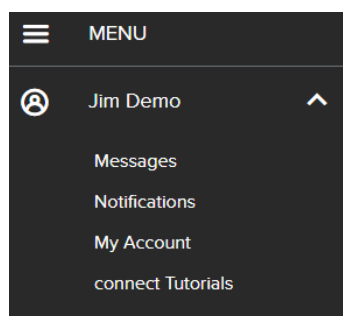 MENU
Jim Demo
Messages
Notifications
My Account
connect Tutorials